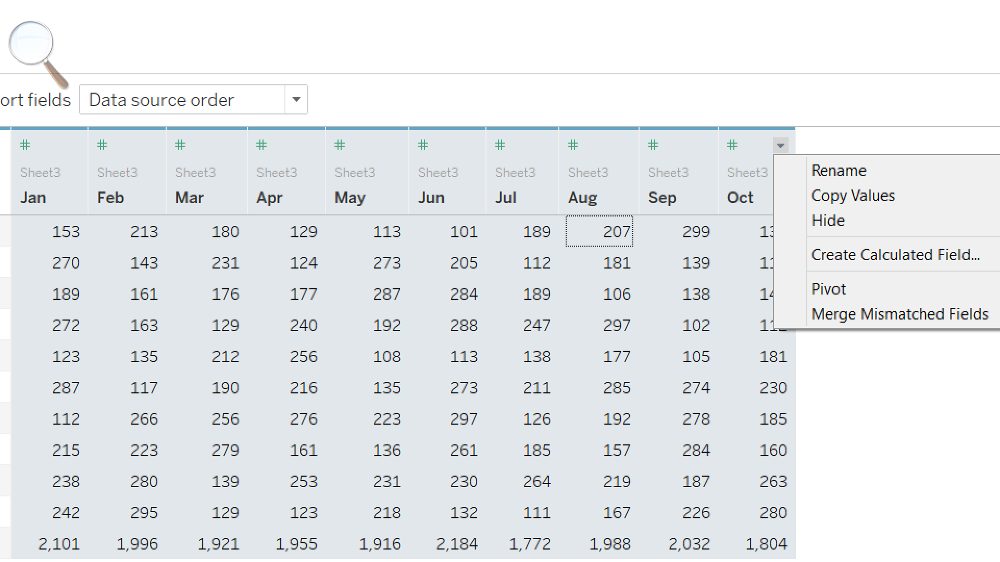 ort fields Data source order
# # # # # # # # # #
Sheet3 Sheet3 Sheet3 Sheet3 Sheet3 Sheet3 Sheet3 Sheet3 Sheet3 Sheet3
Jan Feb Mar Apr May Jun Jul Aug Sep Oct
Rename
Copy Values
Hide
Create Calculated Field...
Pivot
Merge Mismatched Fields
153 213 180 129 113 101 189 207 299
270 143 231 124 273 205 112 181 139
189 161 176 177 287 284 189 106 138
272 163 129 240 192 288 247 297 102
123 135 212 256 108 113 138 177 105 181
287 117 190 216 135 273 211 285 274 230
112 266 256 276 223 297 126 192 278 185
215 223 279 161 136 261 185 157 284 160
238 280 139 253 231 230 264 219 187 263
242 295 129 123 218 132 111 167 226 280
2,101 1,996 1,921 1,955 1,916 2,184 1,772 1,988 2,032 1,804